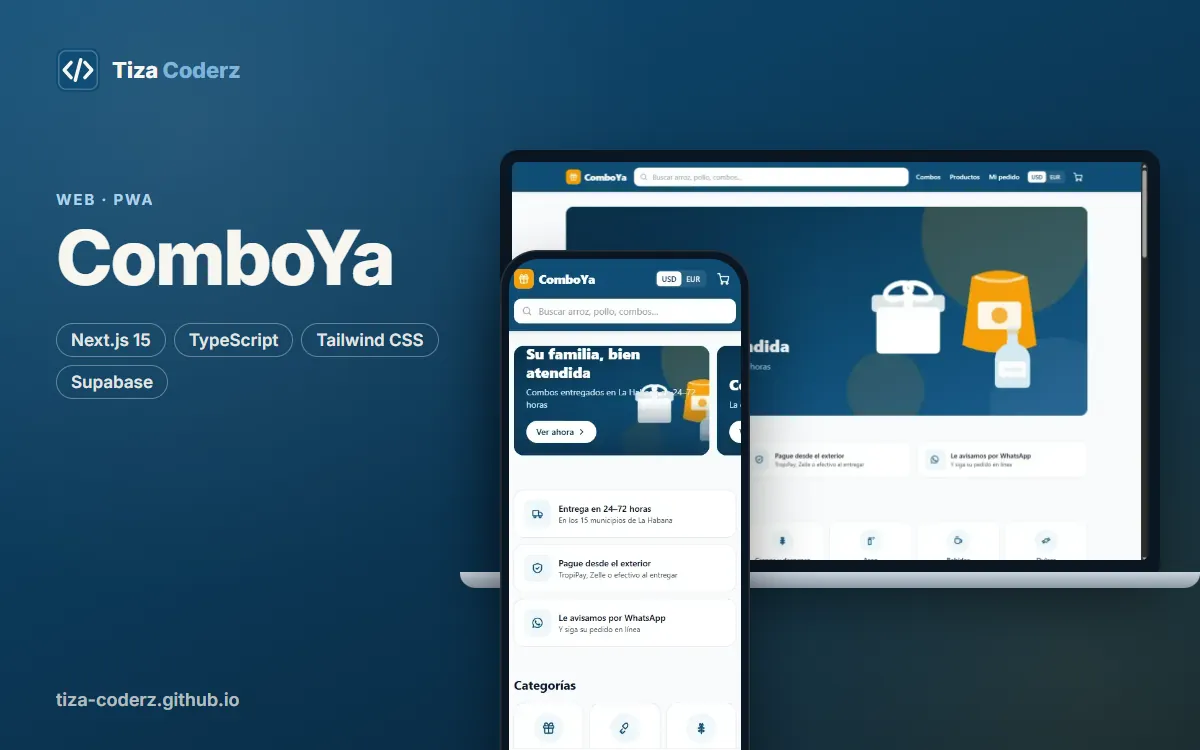 Tiza Coderz
WEB · PWA
ComboYa
Next.js 15
TypeScript
Tailwind CSS
Supabase
tiza-coderz.github.io
ComboYa
Buscar arroz, pollo, combos...
Combos
Productos
Mi pedido
USD
EUR
Pague desde el exterior
TropiPay, Zelle o efectivo al entregar
Le avisamos por WhatsApp
Y siga su pedido en línea
ComboYa
USD
EUR
Buscar arroz, pollo, combos...
Su familia, bien
atendida
Combos entregados en La
24–72
horas
Ver ahora
Entrega en 24–72 horas
En los 15 municipios de La Habana
Pague desde el exterior
TropiPay, Zelle o efectivo al entregar
Le avisamos por WhatsApp
Y siga su pedido en línea
Categorías